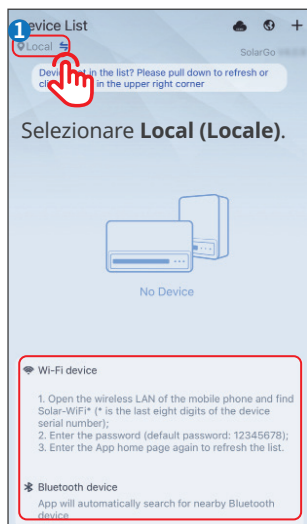 1
evice List
Local
SolarGo
Devi in the list? Please pull down to refresh or
cli in the upper right corner
Selezionare Local (Locale).
No Device
Wi-Fi device
1. Open the wireless LAN of the mobile phone and find
Solar-WiFi* (* is the last eight digits of the device
serial number);
2. Enter the password (default password: 12345678);
3. Enter the App home page again to refresh the list.
Bluetooth device
App will automatically search for nearby Bluetooth
device